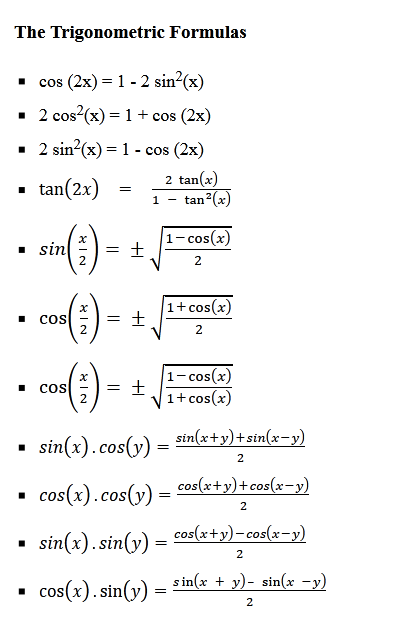 The Trigonometric Formulas
▪ cos (2x) = 1 - 2 sin²(x)
▪ 2 cos²(x) = 1 + cos (2x)
▪ 2 sin²(x) = 1 - cos (2x)
▪ tan(2x) = 2 tan(x) / 1 − tan²(x)
▪ sin(x/2) = ± √(1−cos(x) / 2)
▪ cos(x/2) = ± √(1+cos(x) / 2)
▪ cos(x/2) = ± √(1−cos(x) / 1+cos(x))
▪ sin(x).cos(y) = sin(x+y)+sin(x−y) / 2
▪ cos(x).cos(y) = cos(x+y)+cos(x−y) / 2
▪ sin(x).sin(y) = cos(x+y)−cos(x−y) / 2
▪ cos(x).sin(y) = sin(x + y)− sin(x −y) / 2